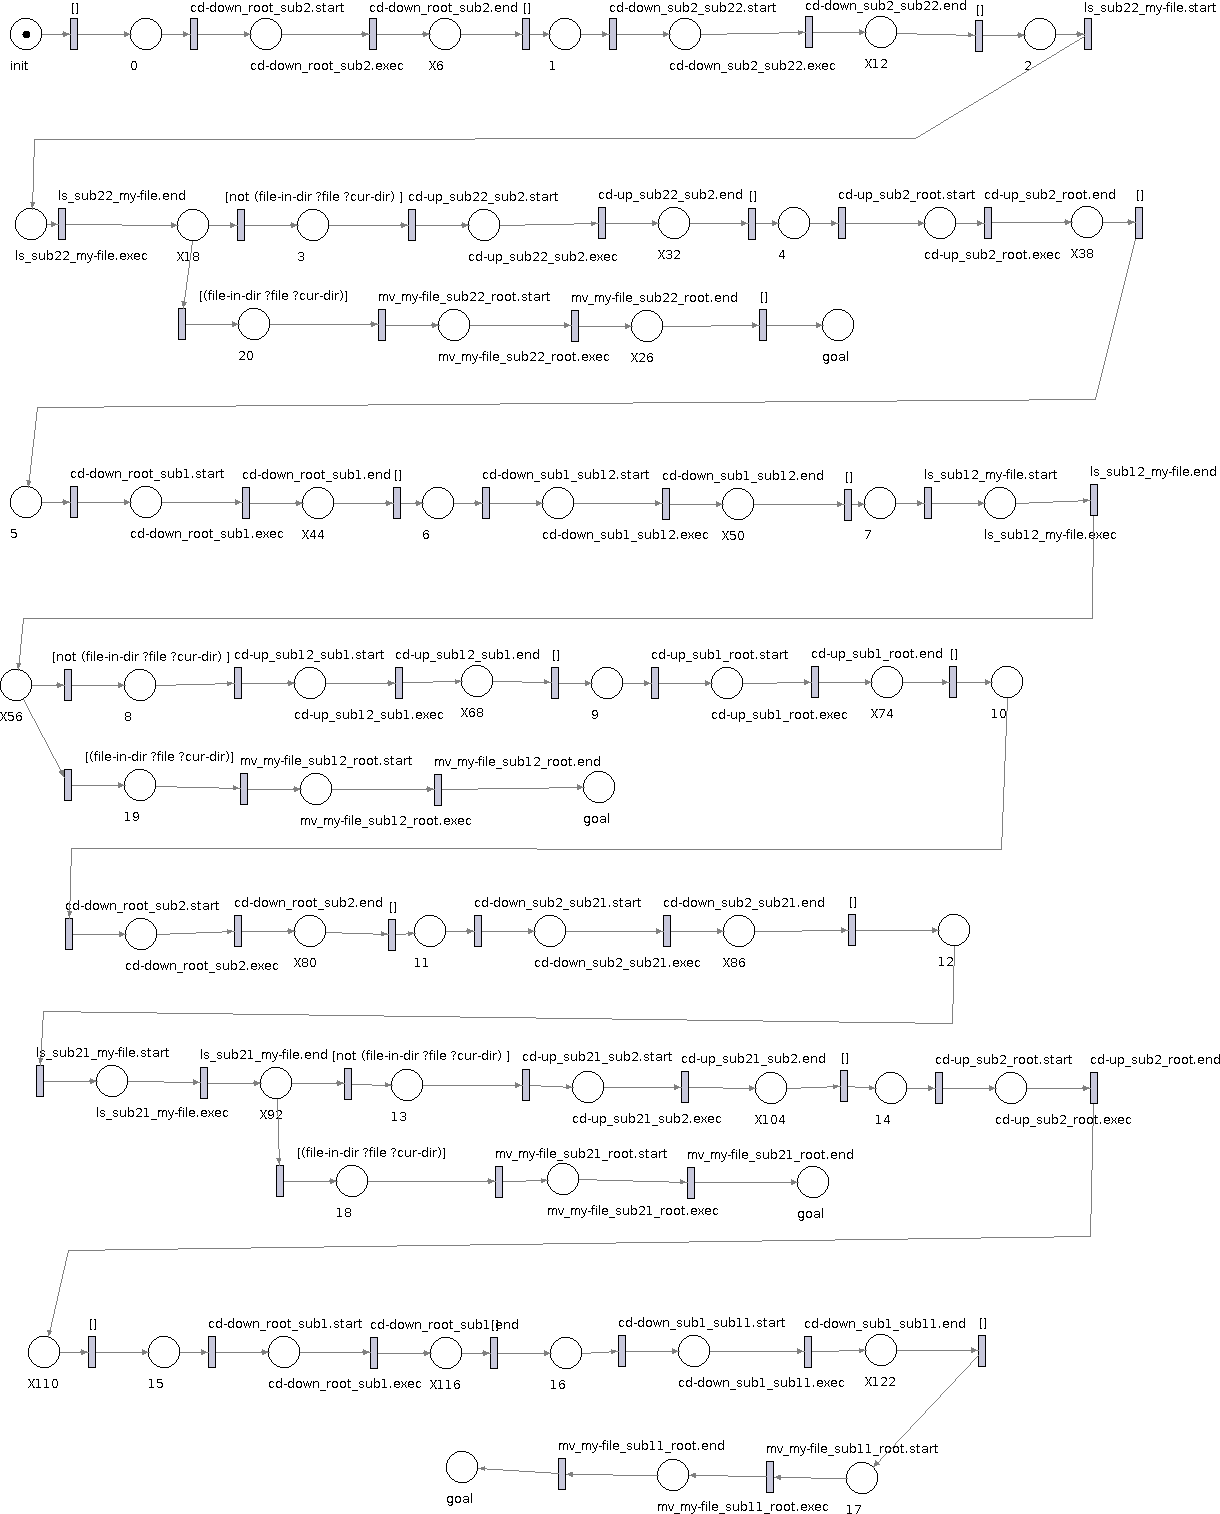 [] cd-down_root_sub2.start cd-down_root_sub2.end [] cd-down_sub2_sub22.start cd-down_sub2_sub22.end [] ls_sub22_my-file.start
init 0 cd-down_root_sub2.exec X6 1 cd-down_sub2_sub22.exec X12 2
ls_sub22_my-file.end [not (file-in-dir ?file ?cur-dir) ] cd-up_sub22_sub2.start cd-up_sub22_sub2.end [] cd-up_sub2_root.start cd-up_sub2_root.end []
ls_sub22_my-file.exec X18 3 cd-up_sub22_sub2.exec X32 4 cd-up_sub2_root.exec X38
[(file-in-dir ?file ?cur-dir)] mv_my-file_sub22_root.start mv_my-file_sub22_root.end []
20 mv_my-file_sub22_root.exec X26 goal
cd-down_root_sub1.start cd-down_root_sub1.end [] cd-down_sub1_sub12.start cd-down_sub1_sub12.end [] ls_sub12_my-file.start ls_sub12_my-file.end
5 cd-down_root_sub1.exec X44 6 cd-down_sub1_sub12.exec X50 7 ls_sub12_my-file.exec
[not (file-in-dir ?file ?cur-dir) ] cd-up_sub12_sub1.start cd-up_sub12_sub1.end [] cd-up_sub1_root.start cd-up_sub1_root.end []
X56 8 cd-up_sub12_sub1.exec X68 9 cd-up_sub1_root.exec X74 10
[(file-in-dir ?file ?cur-dir)] mv_my-file_sub12_root.start mv_my-file_sub12_root.end
19 mv_my-file_sub12_root.exec goal
cd-down_root_sub2.start cd-down_root_sub2.end [] cd-down_sub2_sub21.start cd-down_sub2_sub21.end []
cd-down_root_sub2.exec X80 11 cd-down_sub2_sub21.exec X86 12
ls_sub21_my-file.start ls_sub21_my-file.end [not (file-in-dir ?file ?cur-dir) ] cd-up_sub21_sub2.start cd-up_sub21_sub2.end [] cd-up_sub2_root.start cd-up_sub2_root.end
ls_sub21_my-file.exec X92 13 cd-up_sub21_sub2.exec X104 14 cd-up_sub2_root.exec
[(file-in-dir ?file ?cur-dir)] mv_my-file_sub21_root.start mv_my-file_sub21_root.end
18 mv_my-file_sub21_root.exec goal
[] cd-down_root_sub1.start cd-down_root_sub1.end [] cd-down_sub1_sub11.start cd-down_sub1_sub11.end []
X110 15 cd-down_root_sub1.exec X116 16 cd-down_sub1_sub11.exec X122
mv_my-file_sub11_root.end mv_my-file_sub11_root.start
goal mv_my-file_sub11_root.exec 17